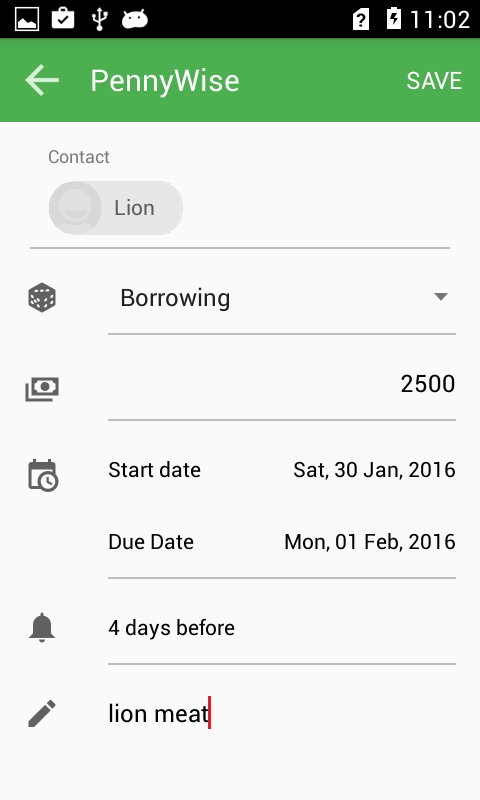 11:02
PennyWise SAVE
Contact
Lion
Borrowing
2500
Start date Sat, 30 Jan, 2016
Due Date Mon, 01 Feb, 2016
4 days before
lion meat